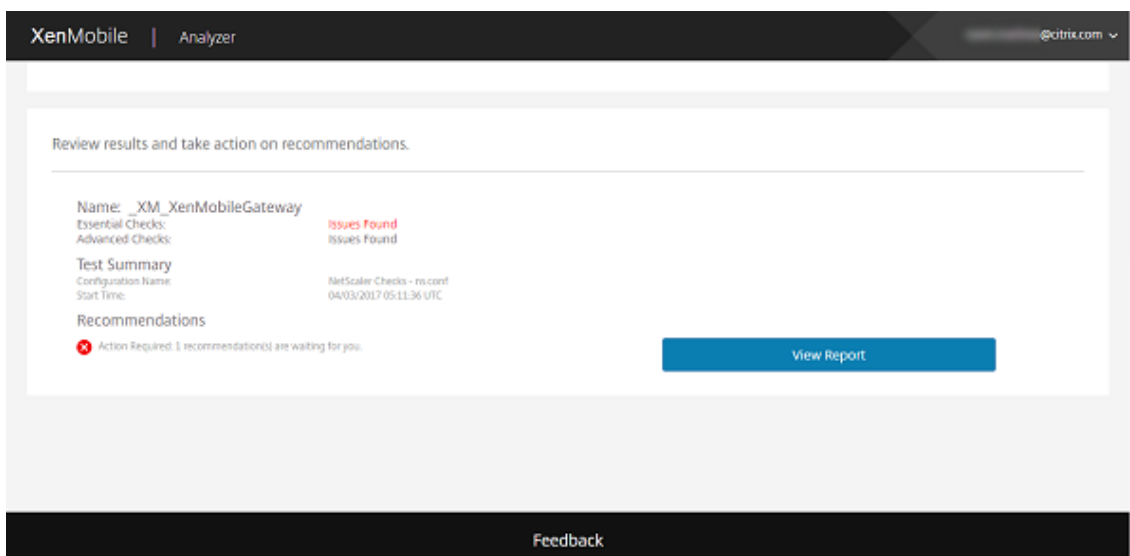 XenMobile | Analyzer
@citrix.com
Review results and take action on recommendations.
Name: _XM_XenMobileGateway
Essential Checks: Issues Found
Advanced Checks: Issues Found
Test Summary
Configuration Name: NetScaler Checks - ns.conf
Start Time: 04/03/2017 05:11:36 UTC
Recommendations
Action Required: 1 recommendation(s) are waiting for you.
View Report
Feedback